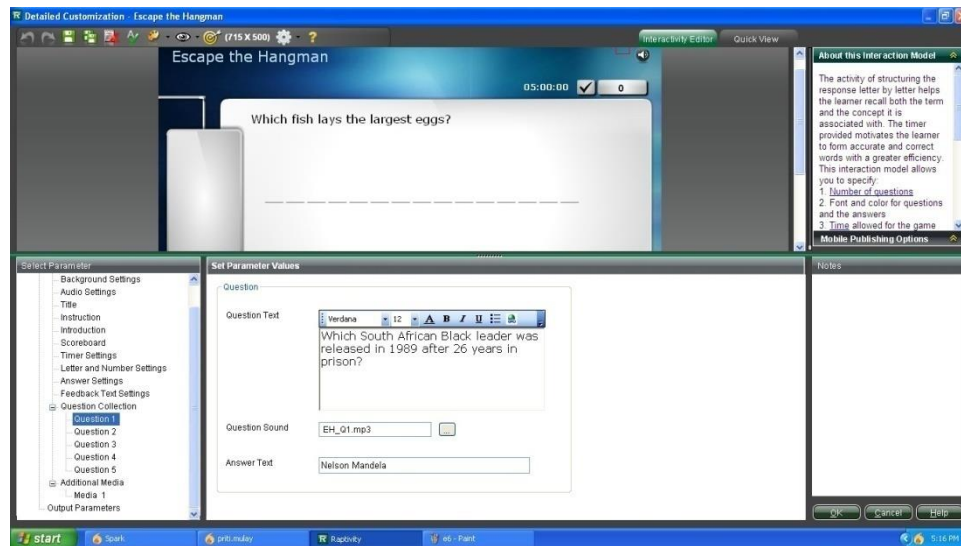 Detailed Customization - Escape the Hangman
(715 X 500)
?
Interactivity Editor
Quick View
Escape the Hangman
05:00:00
0
Which fish lays the largest eggs?
About this Interaction Model
The activity of structuring the
response letter by letter helps
the learner recall both the term
and the concept it is
associated with. The timer
provided motivates the learner
to form accurate and correct
words with a greater efficiency.
This interaction model allows
you to specify:
1. Number of questions
2. Font and color for questions
and the answers
3. Time allowed for the game
Mobile Publishing Options
Select Parameter
Background Settings
Audio Settings
Title
Instruction
Introduction
Scoreboard
Timer Settings
Letter and Number Settings
Answer Settings
Feedback Text Settings
Question Collection
Question 1
Question 2
Question 3
Question 4
Question 5
Additional Media
Media 1
Output Parameters
Set Parameter Values
Question
Question Text
Verdana 12 A B I U
Which South African Black leader was
released in 1989 after 26 years in
prison?
Question Sound
EH_Q1.mp3
...
Answer Text
Nelson Mandela
Notes
OK
Cancel
Help
start
Spark
priti.mulay
Raptivity
e6 - Paint
5:16 PM